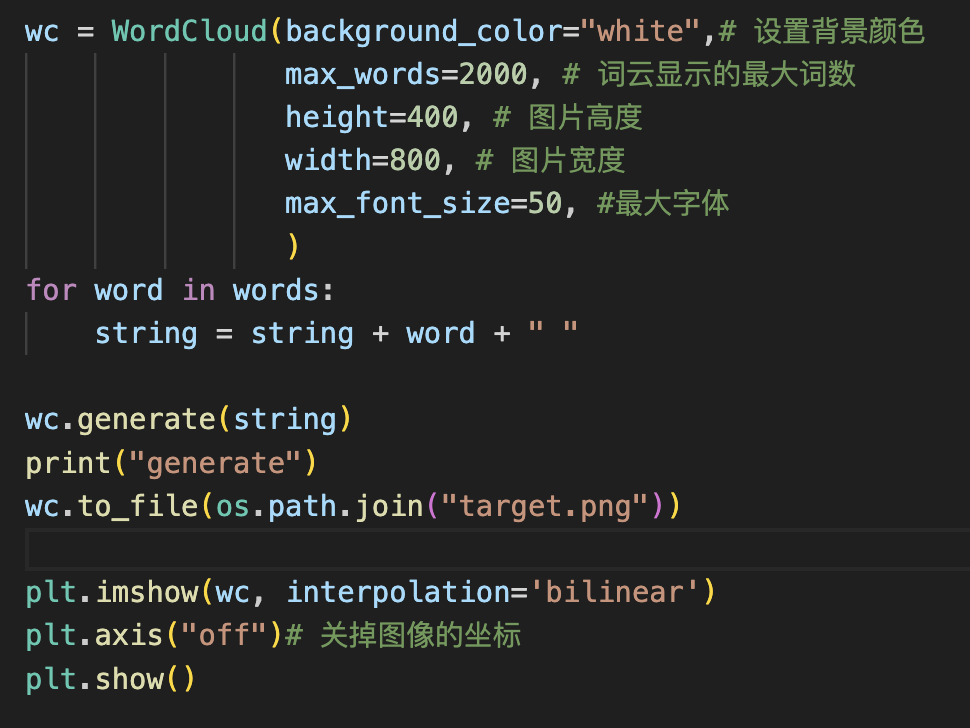 wc = WordCloud(background_color="white",# 设置背景颜色
               max_words=2000, # 词云显示的最大词数
               height=400, # 图片高度
               width=800, # 图片宽度
               max_font_size=50, #最大字体
               )
for word in words:
    string = string + word + " "
wc.generate(string)
print("generate")
wc.to_file(os.path.join("target.png"))
plt.imshow(wc, interpolation='bilinear')
plt.axis("off")# 关掉图像的坐标
plt.show()